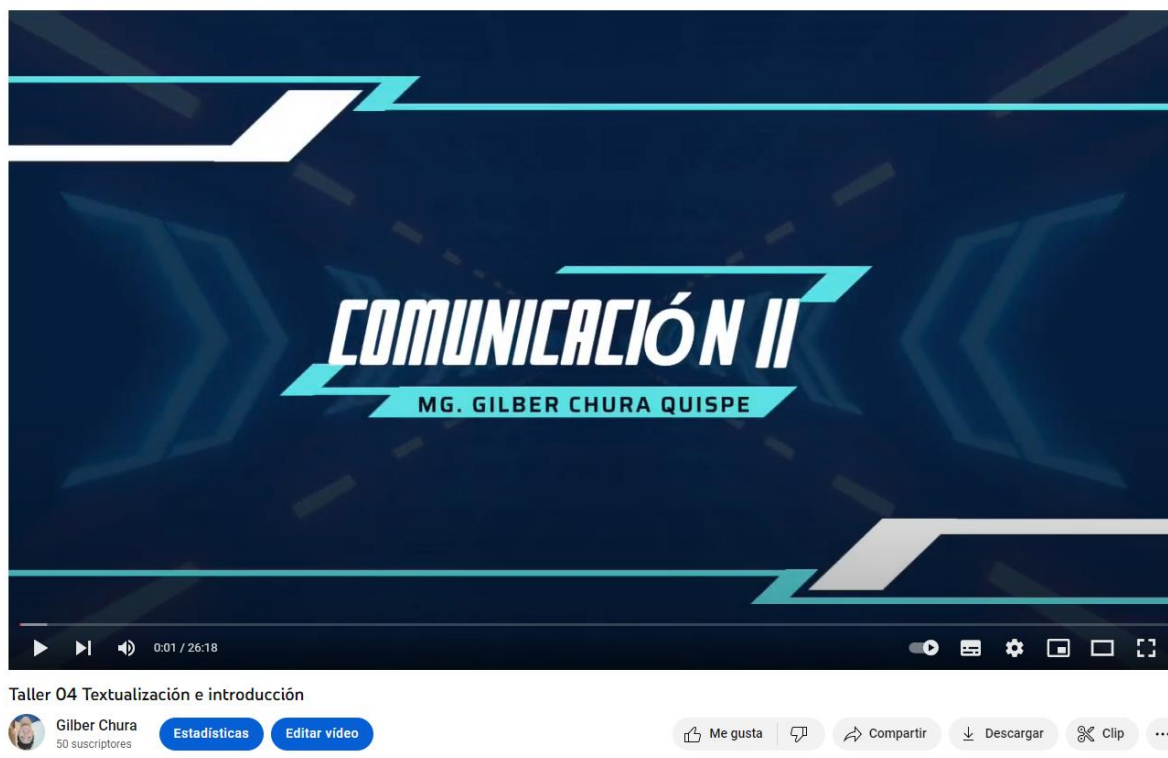 COMUNICACIÓN II
MG. GILBER CHURA QUISPE
0:01 / 26:18
Taller 04 Textualización e introducción
Gilber Chura
50 suscriptores
Estadísticas
Editar vídeo
Me gusta
Compartir
Descargar
Clip